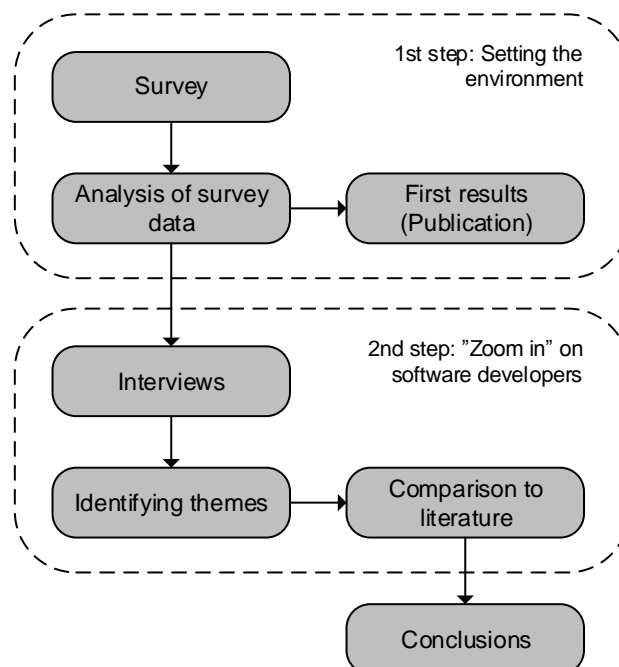 1st step: Setting the
environment
Survey
Analysis of survey
data
First results
(Publication)
2nd step: ”Zoom in” on
software developers
Interviews
Identifying themes
Comparison to
literature
Conclusions